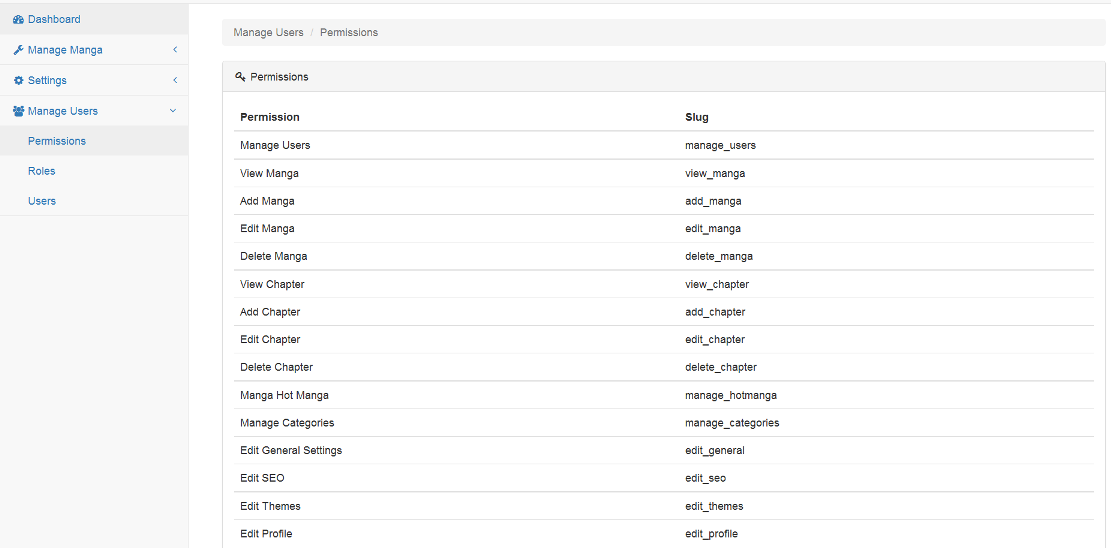 Dashboard
Manage Manga
Settings
Manage Users
Permissions
Roles
Users
Manage Users / Permissions
Permissions
Permission Slug
Manage Users manage_users
View Manga view_manga
Add Manga add_manga
Edit Manga edit_manga
Delete Manga delete_manga
View Chapter view_chapter
Add Chapter add_chapter
Edit Chapter edit_chapter
Delete Chapter delete_chapter
Manga Hot Manga manage_hotmanga
Manage Categories manage_categories
Edit General Settings edit_general
Edit SEO edit_seo
Edit Themes edit_themes
Edit Profile edit_profile